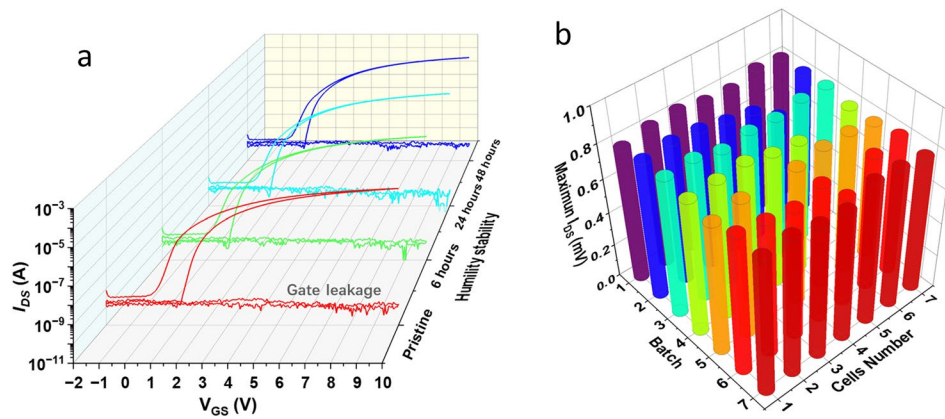 a
10⁻³
10⁻⁵
10⁻⁷
10⁻⁹
10⁻¹¹
I_DS (A)
−2 −1 0 1 2 3 4 5 6 7 8 9 10
V_GS (V)
Gate leakage
Pristine
6 hours
24 hours
48 hours
Humility stability
b
1.0
0.8
0.6
0.4
0.2
0.0
Maximun I_DS (mV)
1 2 3 4 5 6 7
Batch
1 2 3 4 5 6 7
Cells Number